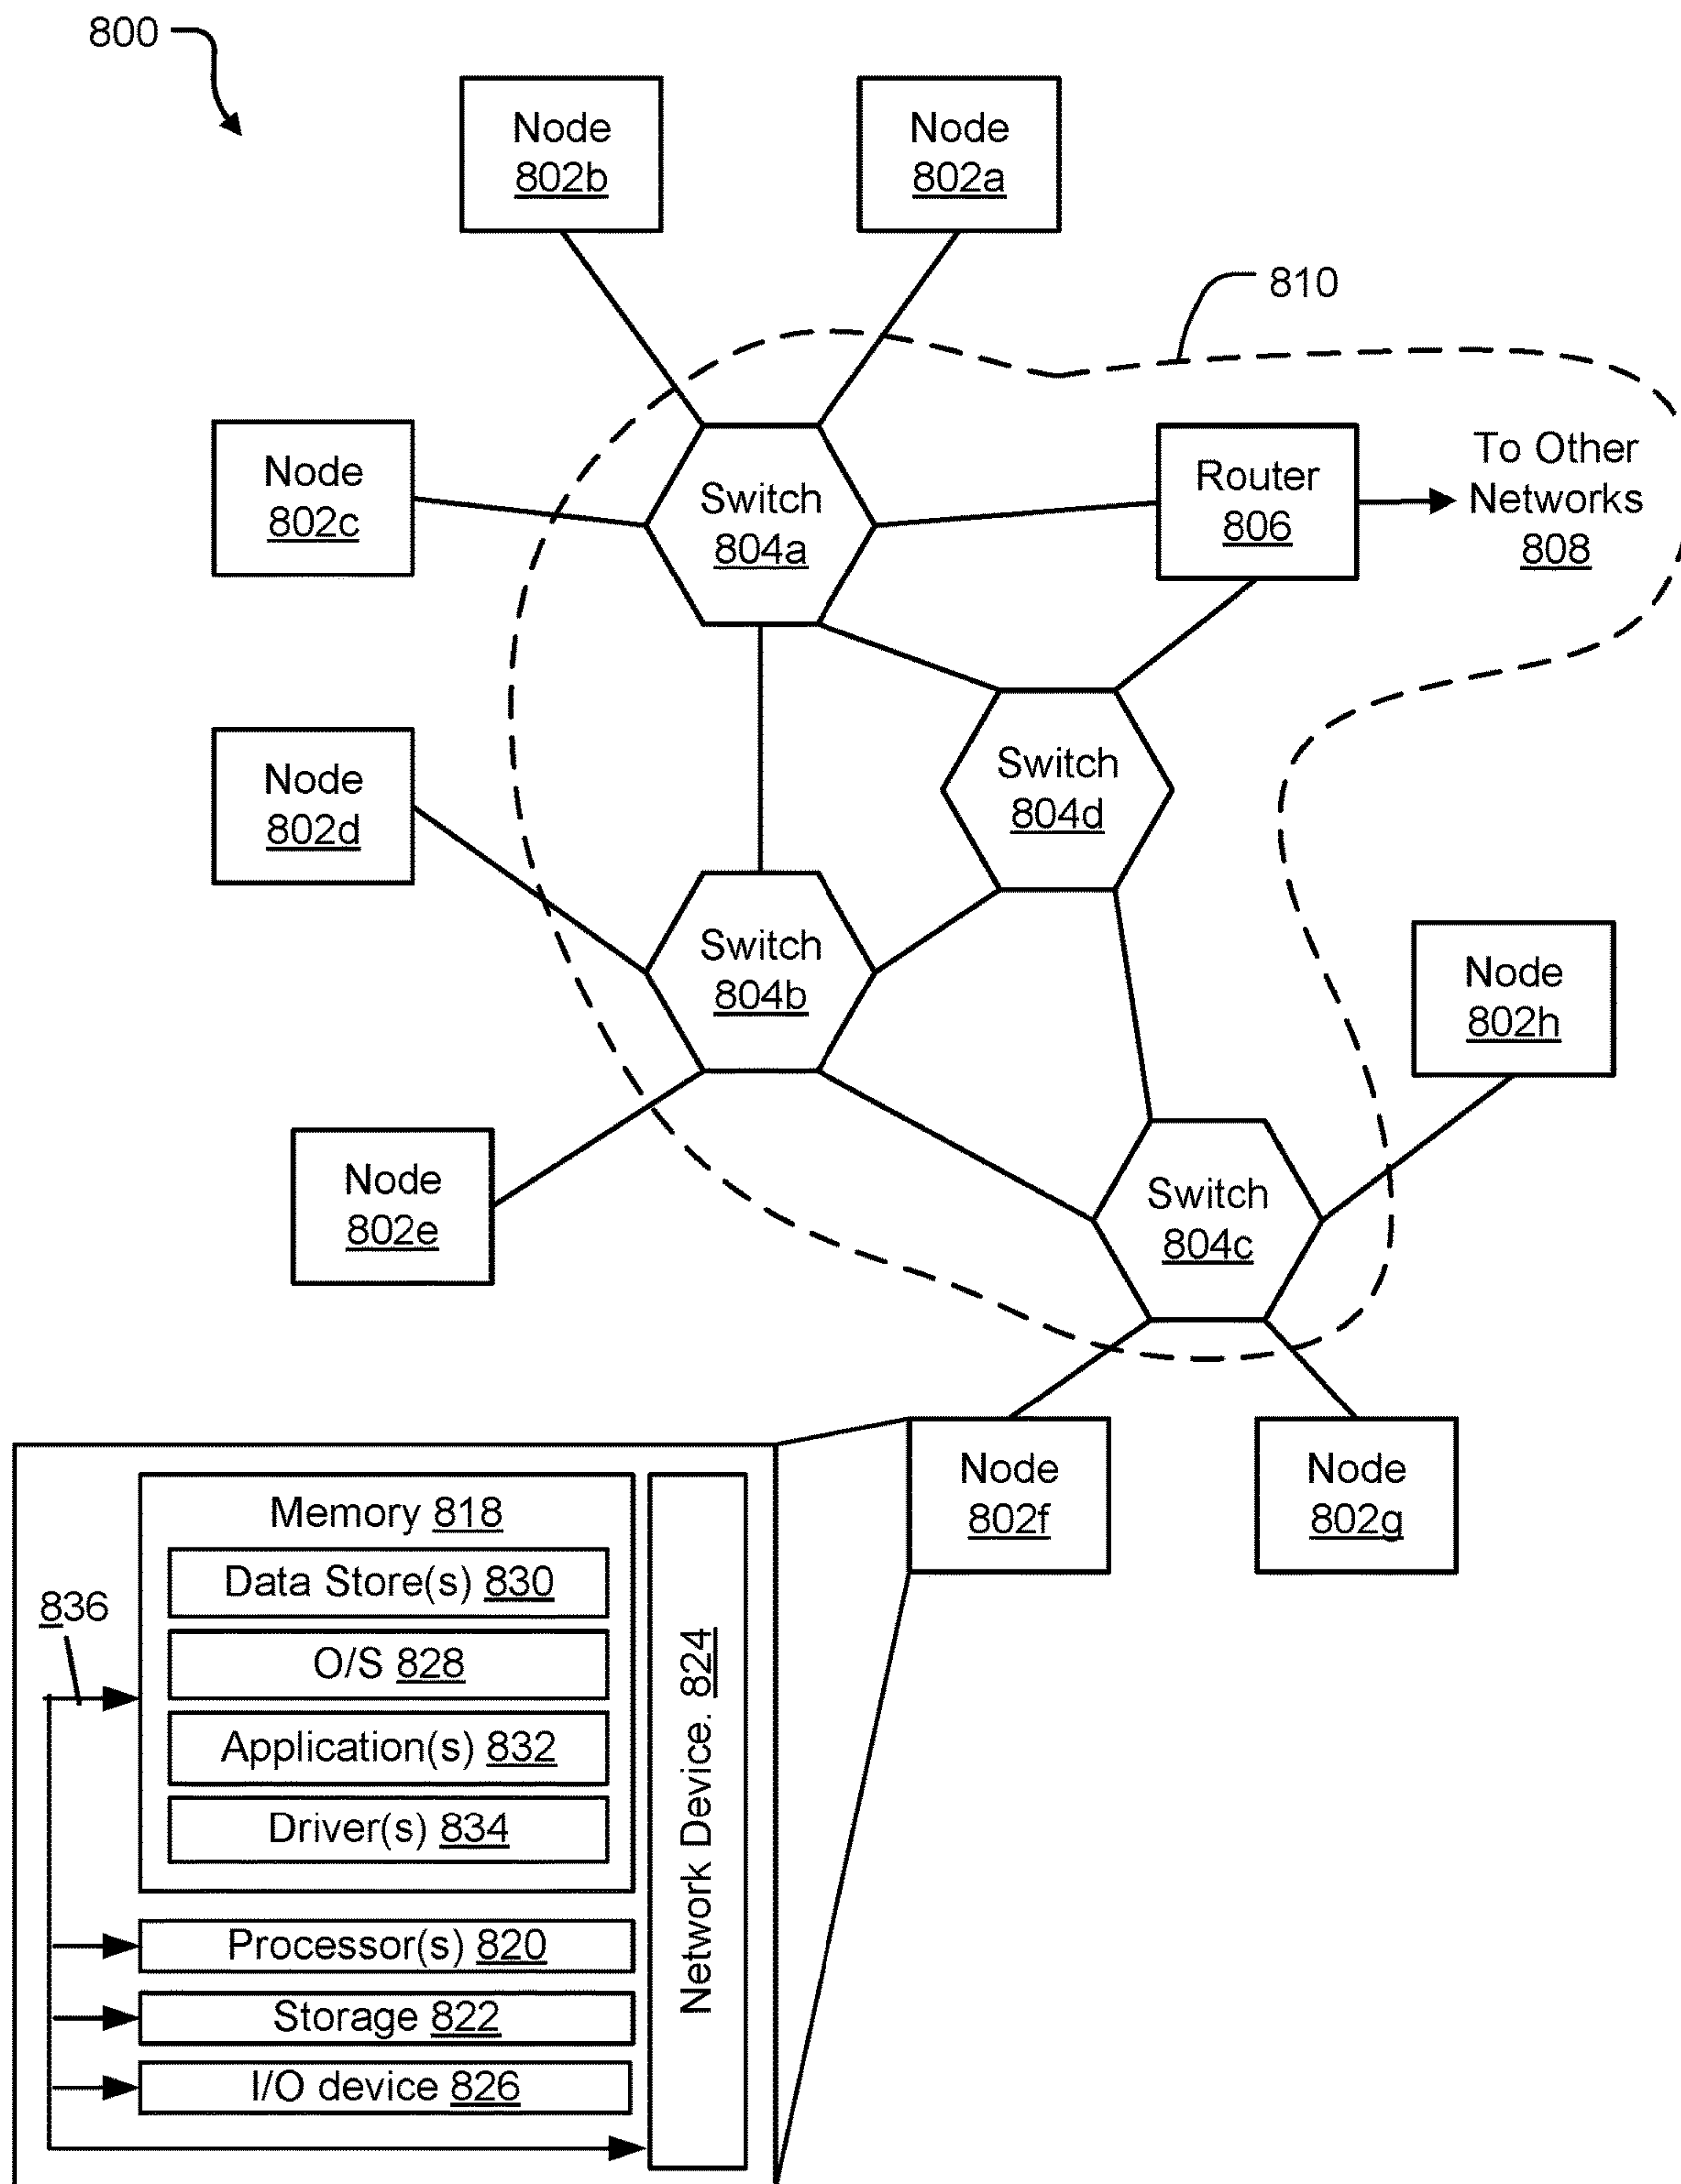 800
Node
802b
Node
802a
810
Node
802c
Switch
804a
Router
806
To Other
Networks
808
Node
802d
Switch
804d
Switch
804b
Node
802h
Node
802e
Switch
804c
Node
802f
Node
802g
Memory 818
Data Store(s) 830
836
O/S 828
Application(s) 832
Driver(s) 834
Network Device. 824
Processor(s) 820
Storage 822
I/O device 826